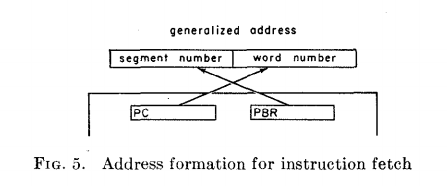 generalized address
segment number word number
PC PBR
FIG. 5. Address formation for instruction fetch